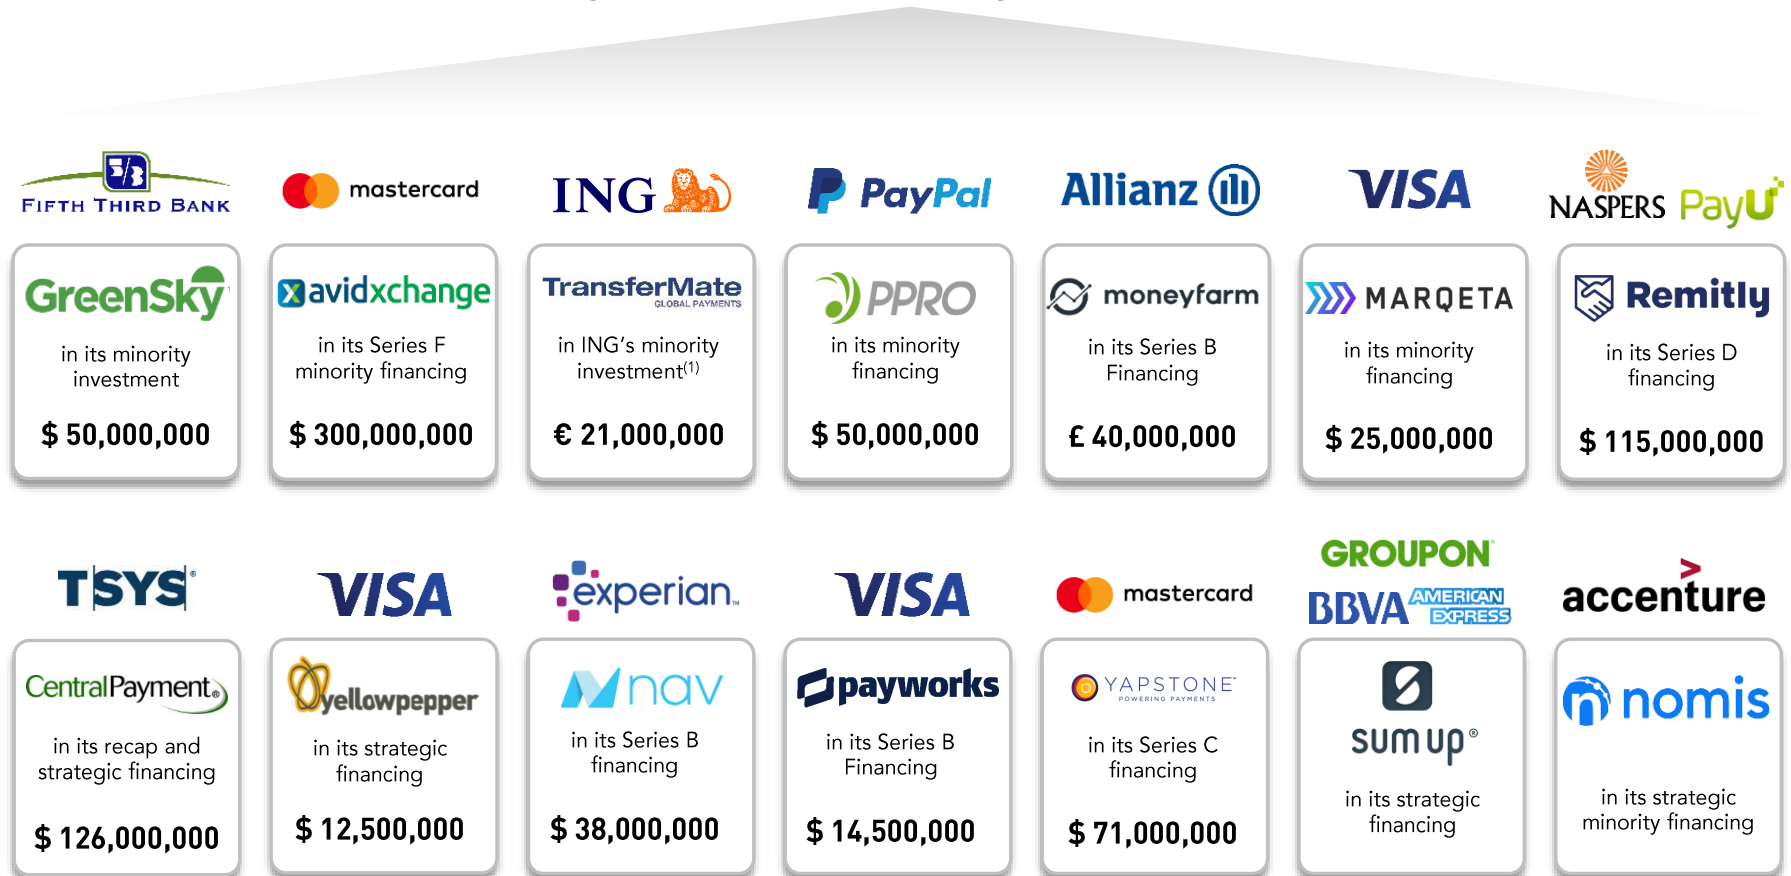 5/3
FIFTH THIRD BANK
mastercard
ING
PayPal
Allianz
VISA
NASPERS PayU
GreenSky
in its minority
investment
$ 50,000,000
avidxchange
in its Series F
minority financing
$ 300,000,000
TransferMate
GLOBAL PAYMENTS
in ING's minority
investment(1)
€ 21,000,000
PPRO
in its minority
financing
$ 50,000,000
moneyfarm
in its Series B
Financing
£ 40,000,000
MARQETA
in its minority
financing
$ 25,000,000
Remitly
in its Series D
financing
$ 115,000,000
TSYS®
VISA
experian™
VISA
mastercard
GROUPON
BBVA AMERICAN
EXPRESS
accenture
CentralPayment®
in its recap and
strategic financing
$ 126,000,000
yellowpepper
in its strategic
financing
$ 12,500,000
nav
in its Series B
financing
$ 38,000,000
payworks
in its Series B
Financing
$ 14,500,000
YAPSTONE™
POWERING PAYMENTS
in its Series C
financing
$ 71,000,000
sumup®
in its strategic
financing
nomis
in its strategic
minority financing